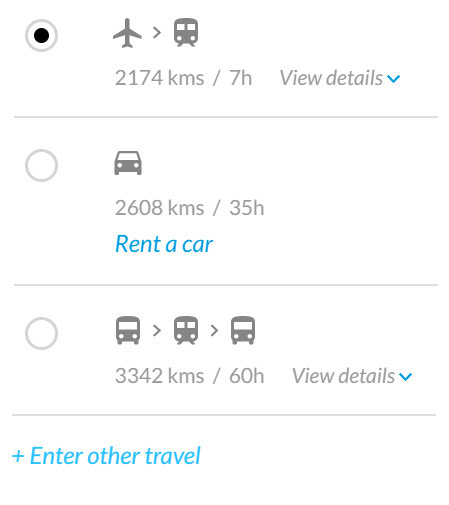 2174 kms / 7h View details
2608 kms / 35h
Rent a car
3342 kms / 60h View details
+ Enter other travel